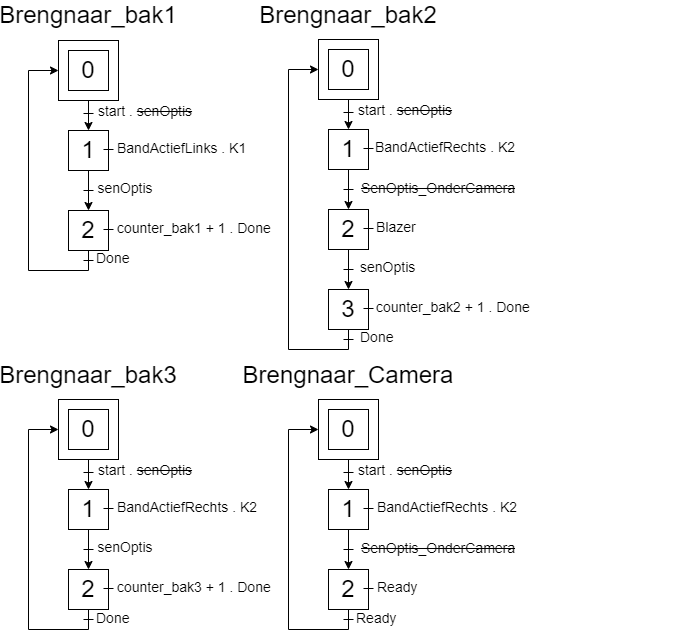 Brengnaar_bak1
0
start . senOptis
1
BandActiefLinks . K1
senOptis
2
counter_bak1 + 1 . Done
Done
Brengnaar_bak2
0
start . senOptis
1
BandActiefRechts . K2
SenOptis_OnderCamera
2
Blazer
senOptis
3
counter_bak2 + 1 . Done
Done
Brengnaar_bak3
0
start . senOptis
1
BandActiefRechts . K2
senOptis
2
counter_bak3 + 1 . Done
Done
Brengnaar_Camera
0
start . senOptis
1
BandActiefRechts . K2
SenOptis_OnderCamera
2
Ready
Ready